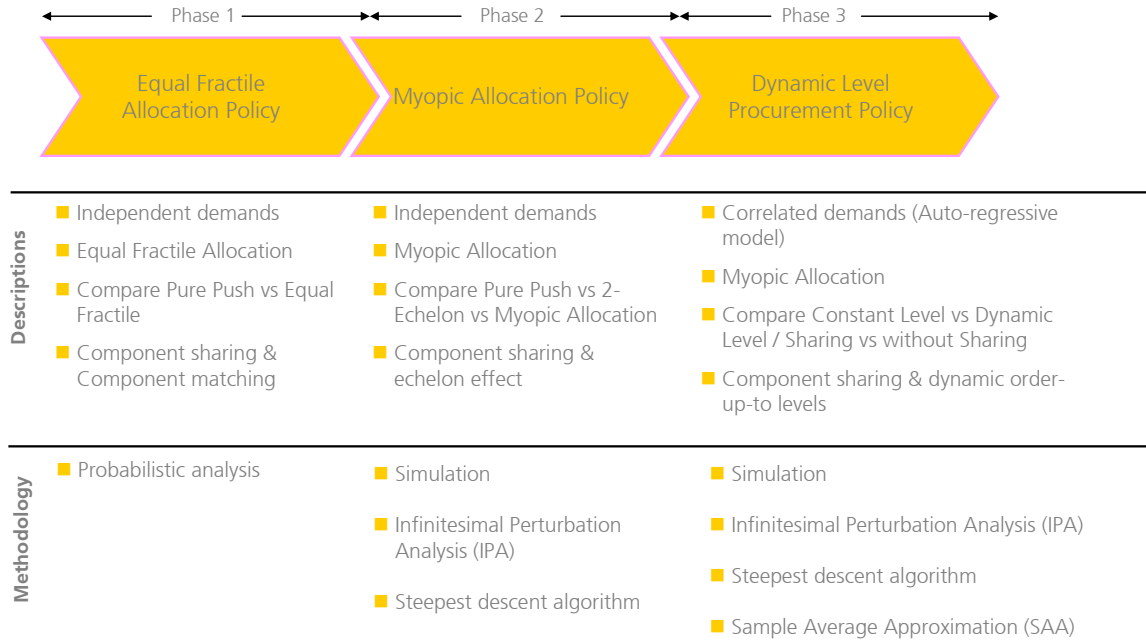 Phase 1
Phase 2
Phase 3
Equal Fractile
Allocation Policy
Myopic Allocation Policy
Dynamic Level
Procurement Policy
Descriptions
Independent demands
Equal Fractile Allocation
Compare Pure Push vs Equal
Fractile
Component sharing &
Component matching
Independent demands
Myopic Allocation
Compare Pure Push vs 2-
Echelon vs Myopic Allocation
Component sharing &
echelon effect
Correlated demands (Auto-regressive
model)
Myopic Allocation
Compare Constant Level vs Dynamic
Level / Sharing vs without Sharing
Component sharing & dynamic order-
up-to levels
Methodology
Probabilistic analysis
Simulation
Infinitesimal Perturbation
Analysis (IPA)
Steepest descent algorithm
Simulation
Infinitesimal Perturbation Analysis (IPA)
Steepest descent algorithm
Sample Average Approximation (SAA)